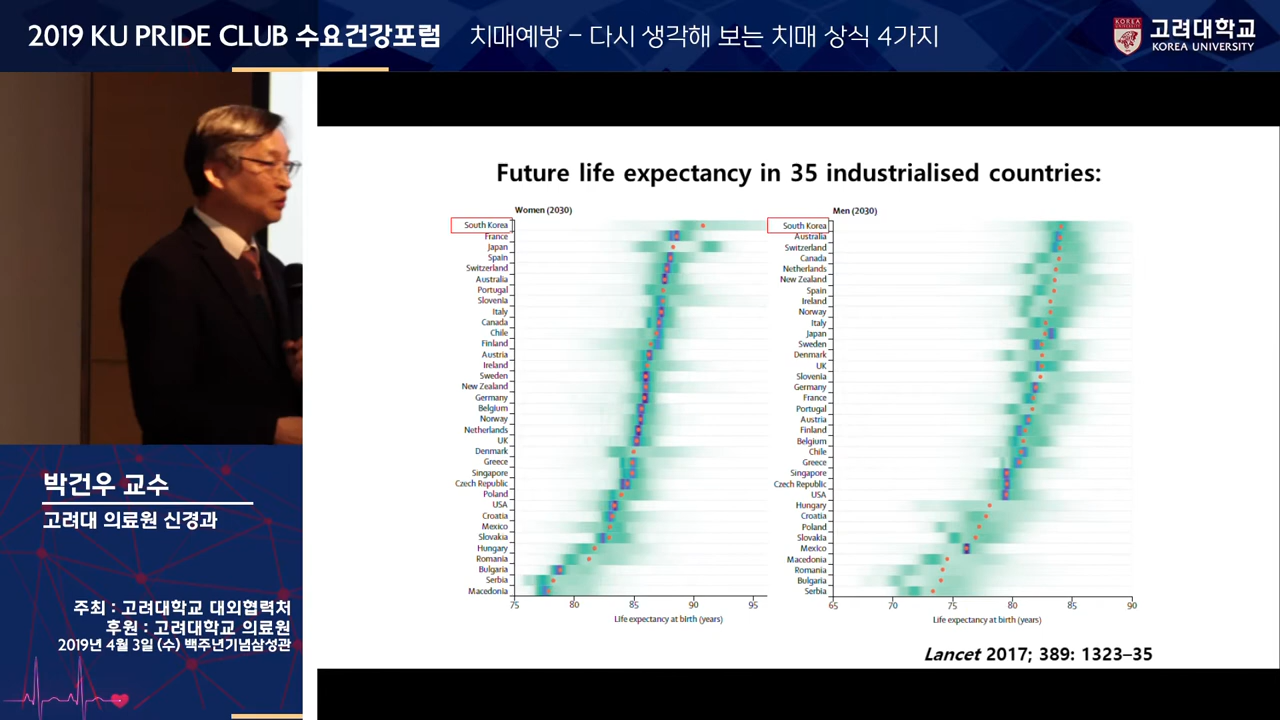 2019 KU PRIDE CLUB 수요건강포럼 치매예방 - 다시 생각해 보는 치매 상식 4가지
KOREA
UNIVERSITY
고려대학교
KOREA UNIVERSITY
Future life expectancy in 35 industrialised countries:
Women (2030)
South Korea
France
Japan
Spain
Switzerland
Australia
Portugal
Slovenia
Italy
Canada
Chile
Finland
Austria
Ireland
Sweden
New Zealand
Germany
Belgium
Norway
Netherlands
UK
Denmark
Greece
Singapore
Czech Republic
Poland
USA
Croatia
Mexico
Slovakia
Hungary
Romania
Bulgaria
Serbia
Macedonia
75 80 85 90 95
Life expectancy at birth (years)
Men (2030)
South Korea
Australia
Switzerland
Canada
Netherlands
New Zealand
Spain
Ireland
Norway
Italy
Japan
Sweden
Denmark
UK
Slovenia
Germany
France
Portugal
Austria
Finland
Belgium
Chile
Greece
Singapore
Czech Republic
USA
Hungary
Croatia
Poland
Slovakia
Mexico
Macedonia
Romania
Bulgaria
Serbia
65 70 75 80 85 90
Life expectancy at birth (years)
Lancet 2017; 389: 1323–35
박건우 교수
고려대 의료원 신경과
주최 : 고려대학교 대외협력처
후원 : 고려대학교 의료원
2019년 4월 3일 (수) 백주년기념삼성관